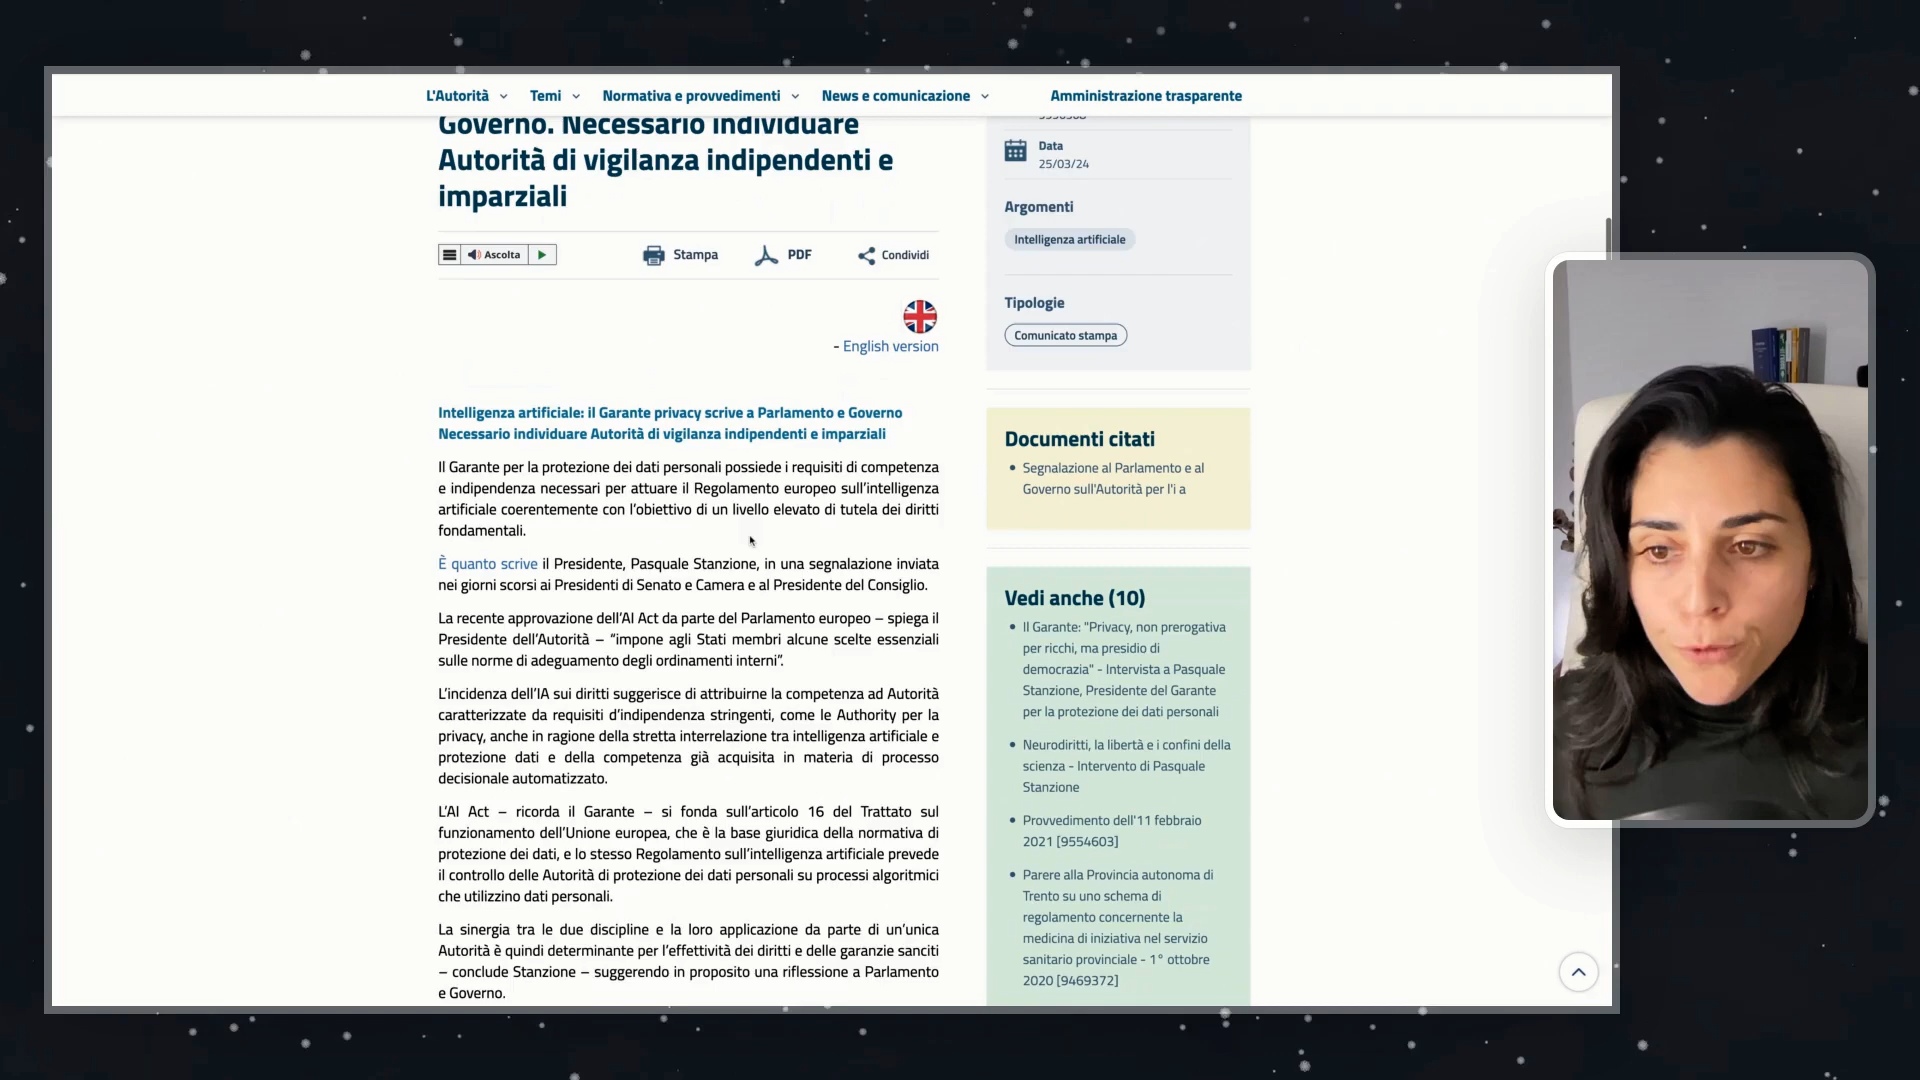 L'Autorità
Temi
Normativa e provvedimenti
News e comunicazione
Amministrazione trasparente
Governo. Necessario individuare
Autorità di vigilanza indipendenti e
imparziali
Ascolta
Stampa
PDF
Condividi
- English version
Intelligenza artificiale: il Garante privacy scrive a Parlamento e Governo
Necessario individuare Autorità di vigilanza indipendenti e imparziali
Il Garante per la protezione dei dati personali possiede i requisiti di competenza
e indipendenza necessari per attuare il Regolamento europeo sull'intelligenza
artificiale coerentemente con l'obiettivo di un livello elevato di tutela dei diritti
fondamentali.
È quanto scrive il Presidente, Pasquale Stanzione, in una segnalazione inviata
nei giorni scorsi ai Presidenti di Senato e Camera e al Presidente del Consiglio.
La recente approvazione dell'AI Act da parte del Parlamento europeo – spiega il
Presidente dell'Autorità – "impone agli Stati membri alcune scelte essenziali
sulle norme di adeguamento degli ordinamenti interni".
L'incidenza dell'IA sui diritti suggerisce di attribuirne la competenza ad Autorità
caratterizzate da requisiti d'indipendenza stringenti, come le Authority per la
privacy, anche in ragione della stretta interrelazione tra intelligenza artificiale e
protezione dati e della competenza già acquisita in materia di processo
decisionale automatizzato.
L'AI Act – ricorda il Garante – si fonda sull'articolo 16 del Trattato sul
funzionamento dell'Unione europea, che è la base giuridica della normativa di
protezione dei dati, e lo stesso Regolamento sull'intelligenza artificiale prevede
il controllo delle Autorità di protezione dei dati personali su processi algoritmici
che utilizzino dati personali.
La sinergia tra le due discipline e la loro applicazione da parte di un'unica
Autorità è quindi determinante per l'effettività dei diritti e delle garanzie sanciti
– conclude Stanzione – suggerendo in proposito una riflessione a Parlamento
e Governo.
Data
25/03/24
Argomenti
Intelligenza artificiale
Tipologie
Comunicato stampa
Documenti citati
• Segnalazione al Parlamento e al
Governo sull'Autorità per l'i a
Vedi anche (10)
• Il Garante: "Privacy, non prerogativa
per ricchi, ma presidio di
democrazia" - Intervista a Pasquale
Stanzione, Presidente del Garante
per la protezione dei dati personali
• Neurodiritti, la libertà e i confini della
scienza - Intervento di Pasquale
Stanzione
• Provvedimento dell'11 febbraio
2021 [9554603]
• Parere alla Provincia autonoma di
Trento su uno schema di
regolamento concernente la
medicina di iniziativa nel servizio
sanitario provinciale - 1° ottobre
2020 [9469372]